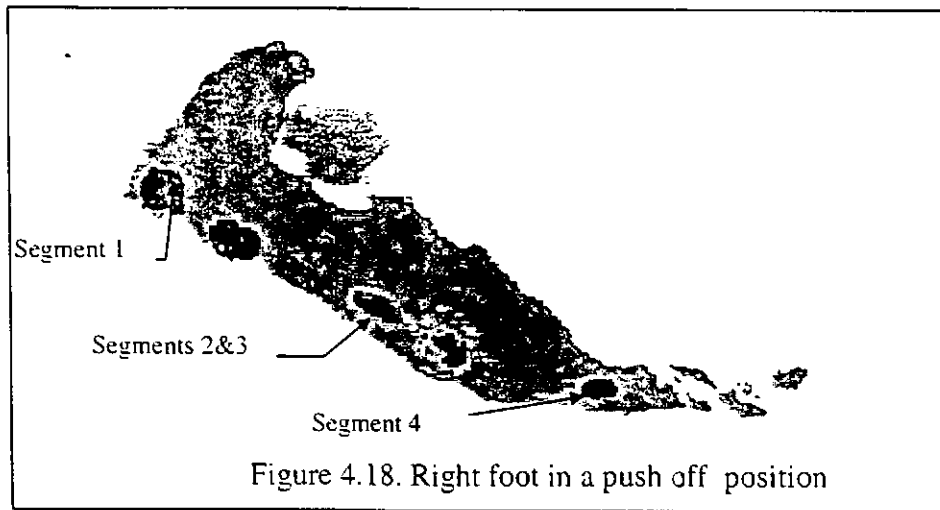 Segment 1
Segments 2&3
Segment 4
Figure 4.18. Right foot in a push off position